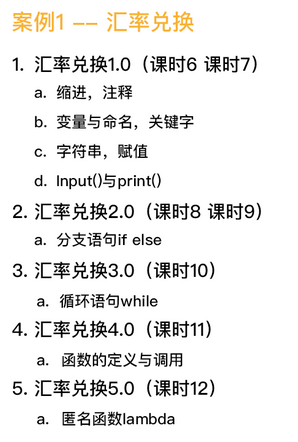 案例1 -- 汇率兑换
1. 汇率兑换1.0（课时6 课时7）
a. 缩进，注释
b. 变量与命名，关键字
c. 字符串，赋值
d. Input()与print()
2. 汇率兑换2.0（课时8 课时9）
a. 分支语句if else
3. 汇率兑换3.0（课时10）
a. 循环语句while
4. 汇率兑换4.0（课时11）
a. 函数的定义与调用
5. 汇率兑换5.0（课时12）
a. 匿名函数lambda